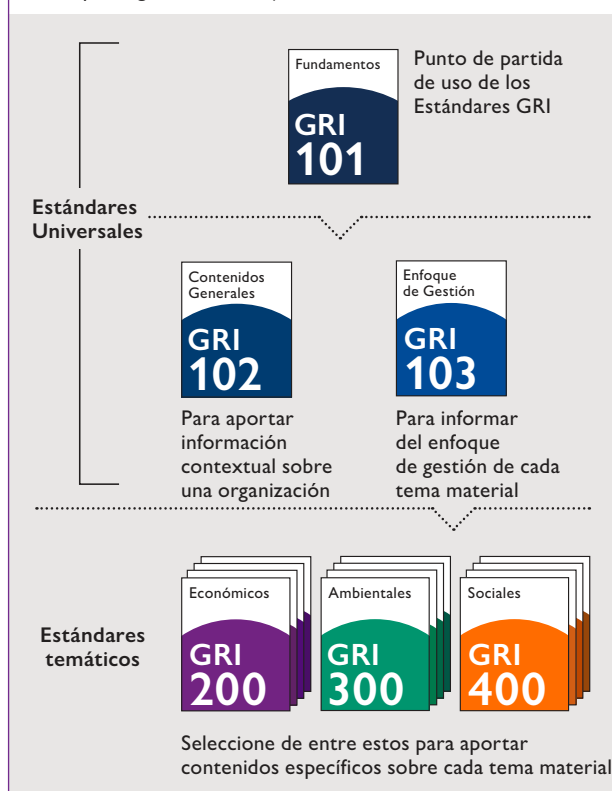 Fundamentos
GRI
101
Punto de partida
de uso de los
Estándares GRI
Estándares
Universales
Contenidos
Generales
GRI
102
Enfoque
de Gestión
GRI
103
Para aportar
información
contextual sobre
una organización
Para informar
del enfoque
de gestión de cada
tema material
Estándares
temáticos
Económicos
GRI
200
Ambientales
GRI
300
Sociales
GRI
400
Seleccione de entre estos para aportar
contenidos específicos sobre cada tema material